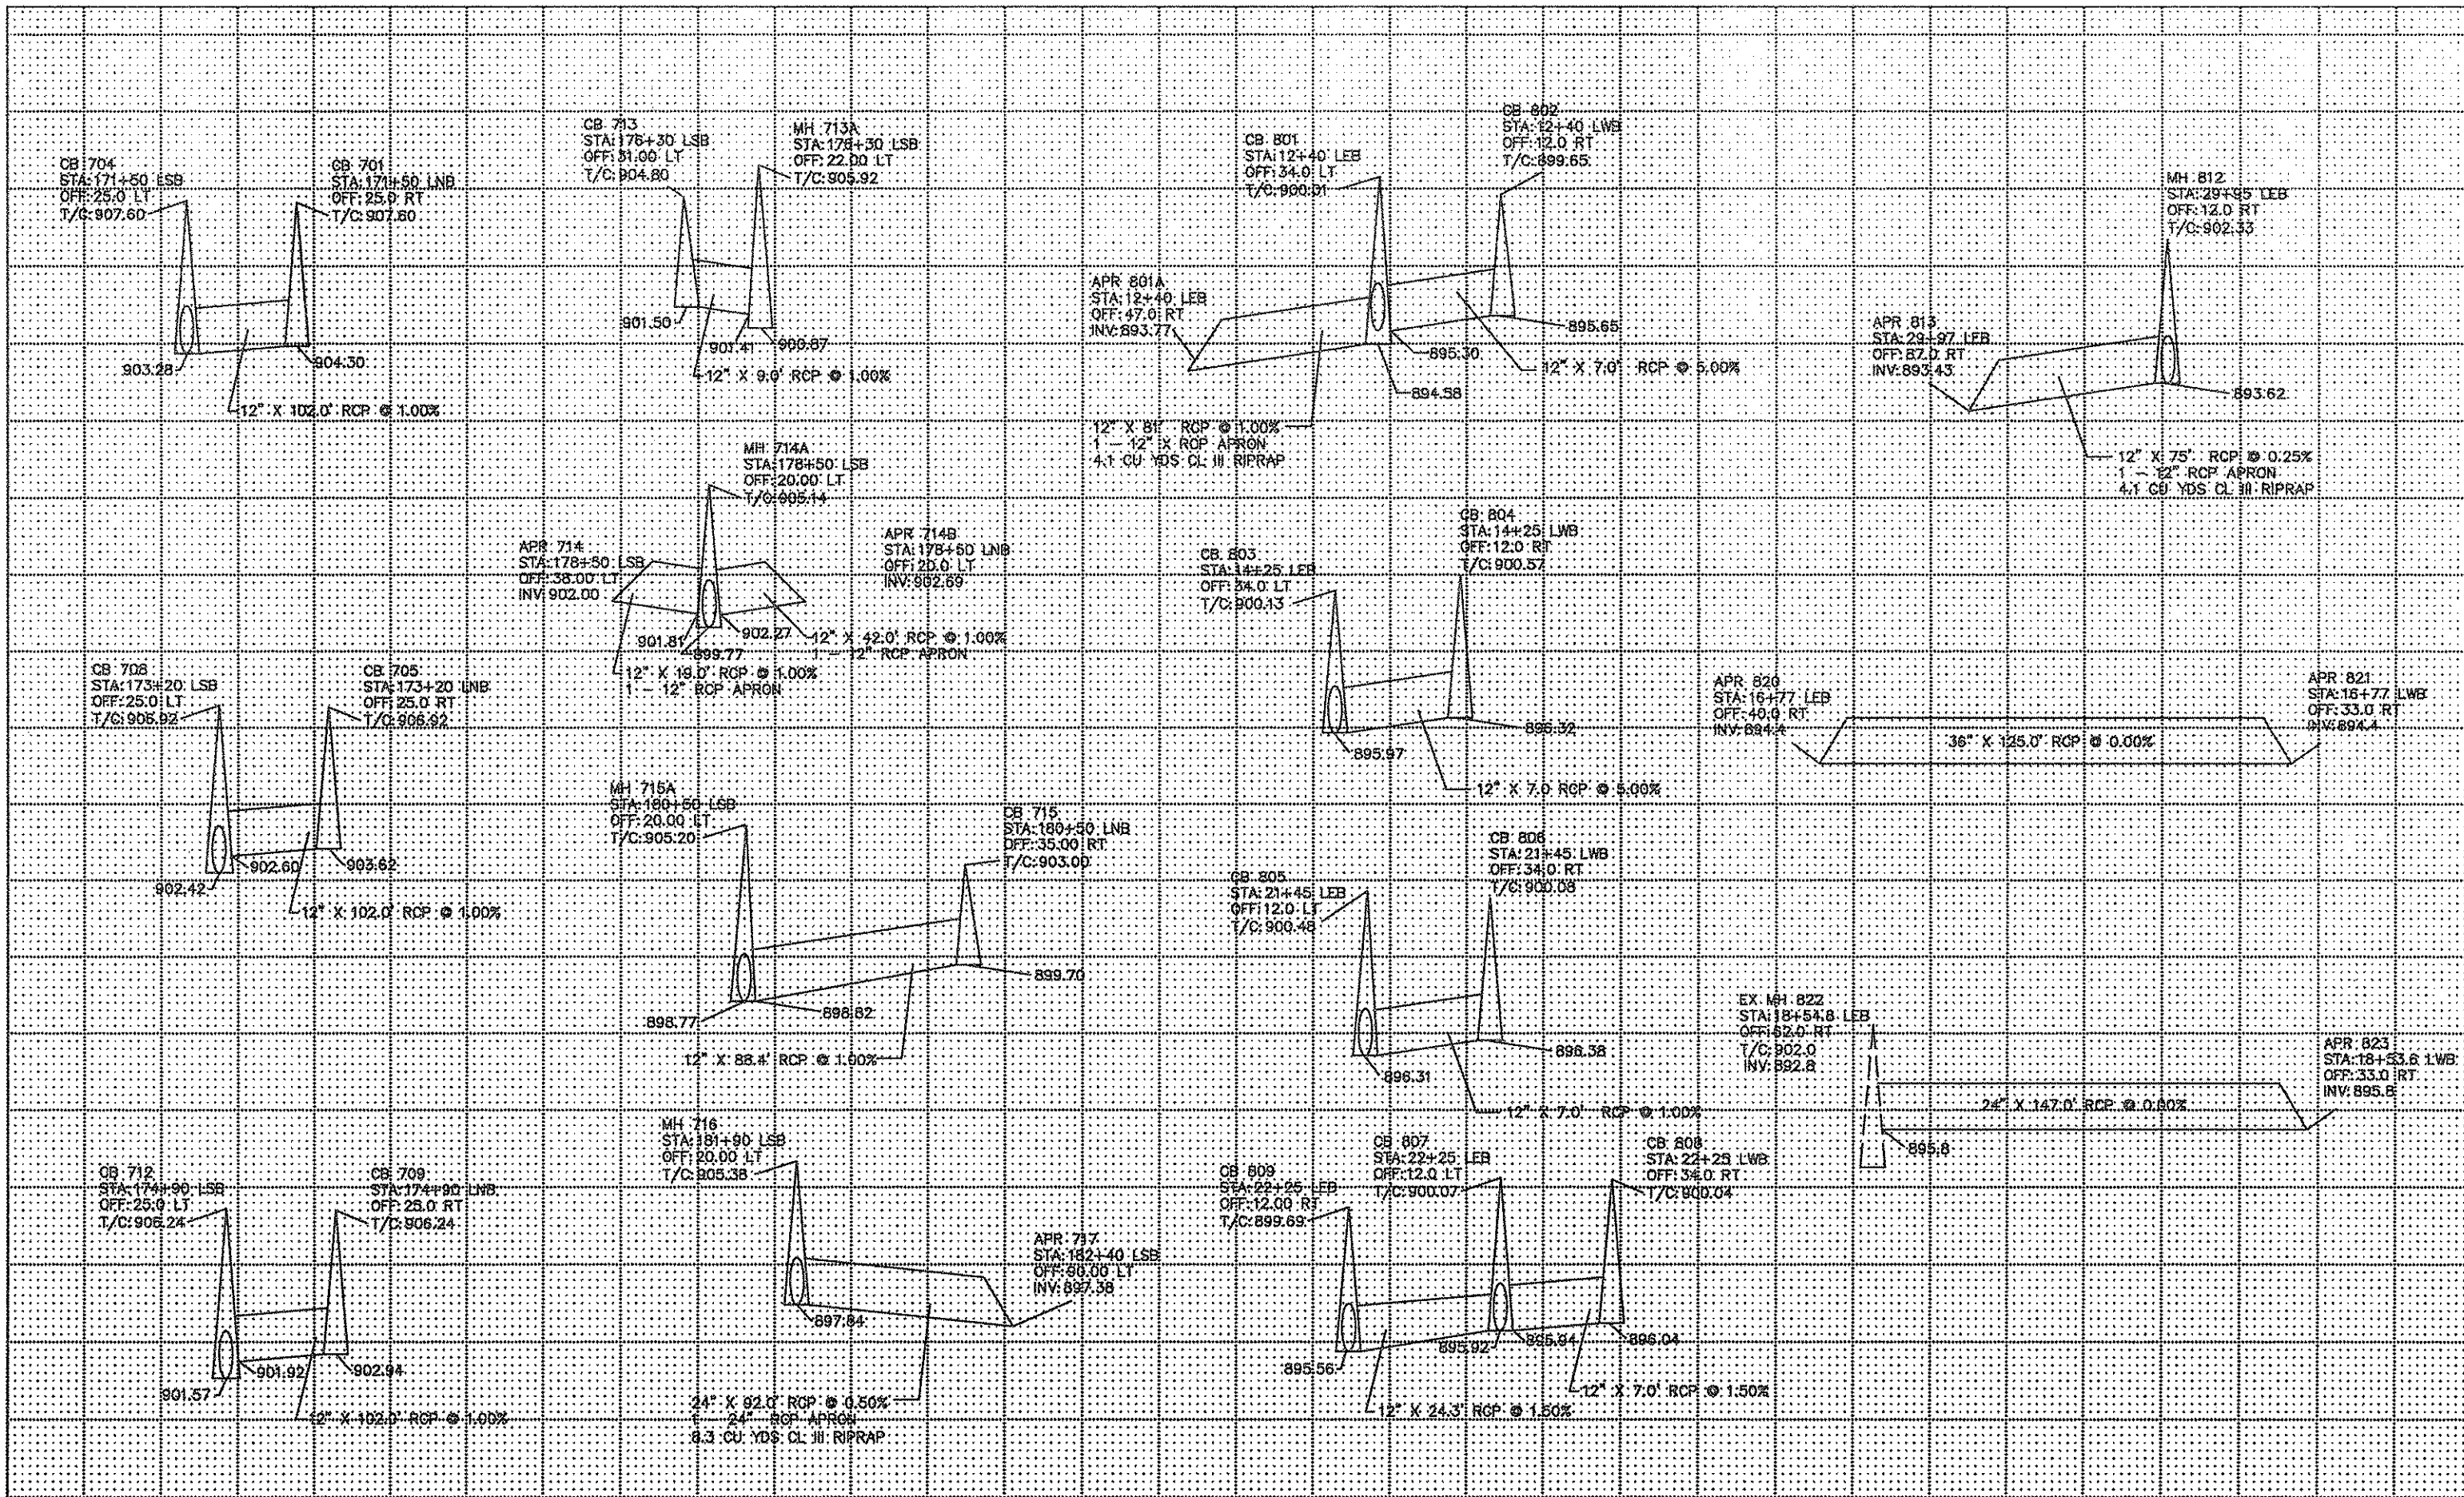 CB 704
STA:171+50 LSB
OFF:25.0 LT
T/C:907.60
CB 701
STA:171+50 LNB
OFF:25.0 RT
T/C:907.60
903.28
904.30
12" X 102.0' RCP @ 1.00%
CB 713
STA:176+30 LSB
OFF:31.00 LT
T/C:904.80
MH 713A
STA:176+30 LSB
OFF:22.00 LT
T/C:905.92
901.50
901.41
900.87
12" X 9.0' RCP @ 1.00%
CB 801
STA:12+40 LEB
OFF:34.0 LT
T/C:900.01
CB 802
STA:12+40 LWB
OFF:12.0 RT
T/C:899.65
APR 801A
STA:12+40 LEB
OFF:47.0 RT
INV:893.77
895.65
895.30
12" X 7.0' RCP @ 5.00%
894.58
12" X 81' RCP @ 1.00%
1 - 12" X RCP APRON
4.1 CU YDS CL III RIPRAP
MH 812
STA:29+95 LEB
OFF:12.0 RT
T/C:902.33
APR 813
STA:29+97 LEB
OFF:87.0 RT
INV:893.43
893.62
12" X 75' RCP @ 0.25%
1 - 12" RCP APRON
4.1 CU YDS CL III RIPRAP
MH 714A
STA:178+50 LSB
OFF:20.00 LT
T/C:905.14
APR 714
STA:178+50 LSB
OFF:38.00 LT
INV:902.00
APR 714B
STA:178+50 LNB
OFF:20.0 LT
INV:902.69
901.81
902.27
899.77
12" X 42.0' RCP @ 1.00%
1 - 12" RCP APRON
12" X 19.0' RCP @ 1.00%
1 - 12" RCP APRON
CB 803
STA:14+25 LEB
OFF:34.0 LT
T/C:900.13
CB 804
STA:14+25 LWB
OFF:12.0 RT
T/C:900.57
896.32
895.97
12" X 7.0 RCP @ 5.00%
CB 708
STA:173+20 LSB
OFF:25.0 LT
T/C:906.92
CB 705
STA:173+20 LNB
OFF:25.0 RT
T/C:906.92
902.60
903.62
902.42
12" X 102.0' RCP @ 1.00%
APR 820
STA:16+77 LEB
OFF:40.0 RT
INV:894.4
APR 821
STA:16+77 LWB
OFF:33.0 RT
INV:894.4
36" X 125.0' RCP @ 0.00%
MH 715A
STA:180+50 LSB
OFF:20.00 LT
T/C:905.20
CB 715
STA:180+50 LNB
OFF:35.00 RT
T/C:903.00
899.70
898.82
898.77
12" X 88.4' RCP @ 1.00%
CB 805
STA:21+45 LEB
OFF:12.0 LT
T/C:900.48
CB 806
STA:21+45 LWB
OFF:34.0 RT
T/C:900.08
896.38
896.31
12" X 7.0' RCP @ 1.00%
EX MH 822
STA:18+54.8 LEB
OFF:62.0 RT
T/C:902.0
INV:892.8
APR 823
STA:18+53.6 LWB
OFF:33.0 RT
INV:895.8
24" X 147.0' RCP @ 0.00%
895.8
CB 712
STA:174+90 LSB
OFF:25.0 LT
T/C:906.24
CB 709
STA:174+90 LNB
OFF:25.0 RT
T/C:906.24
901.92
902.94
901.57
12" X 102.0' RCP @ 1.00%
MH 716
STA:181+90 LSB
OFF:20.00 LT
T/C:905.38
APR 717
STA:182+40 LSB
OFF:90.00 LT
INV:897.38
897.84
24" X 92.0' RCP @ 0.50%
1 - 24" RCP APRON
8.3 CU YDS CL III RIPRAP
CB 809
STA:22+25 LEB
OFF:12.00 RT
T/C:899.69
CB 807
STA:22+25 LEB
OFF:12.0 LT
T/C:900.07
CB 808
STA:22+25 LWB
OFF:34.0 RT
T/C:900.04
895.56
895.92
895.94
896.04
12" X 7.0' RCP @ 1.50%
12" X 24.3' RCP @ 1.50%